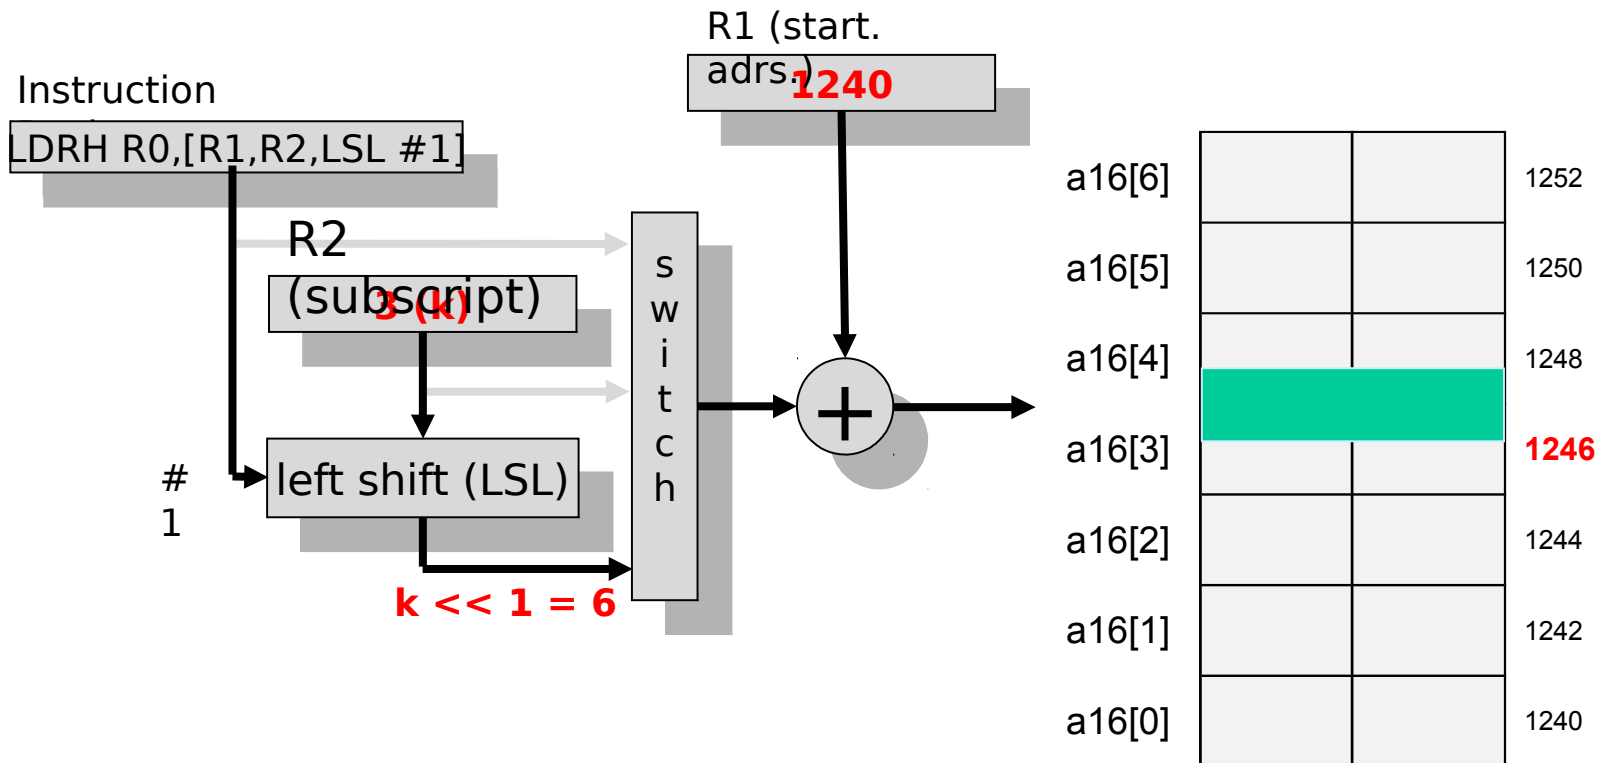 R1 (start.
adrs.)
1240
Instruction
LDRH R0,[R1,R2,LSL #1]
R2
(subscript)
3 (k)
s
w
i
t
c
h
+
left shift (LSL)
#
1
k << 1 = 6
a16[6] 1252
a16[5] 1250
a16[4] 1248
a16[3] 1246
a16[2] 1244
a16[1] 1242
a16[0] 1240